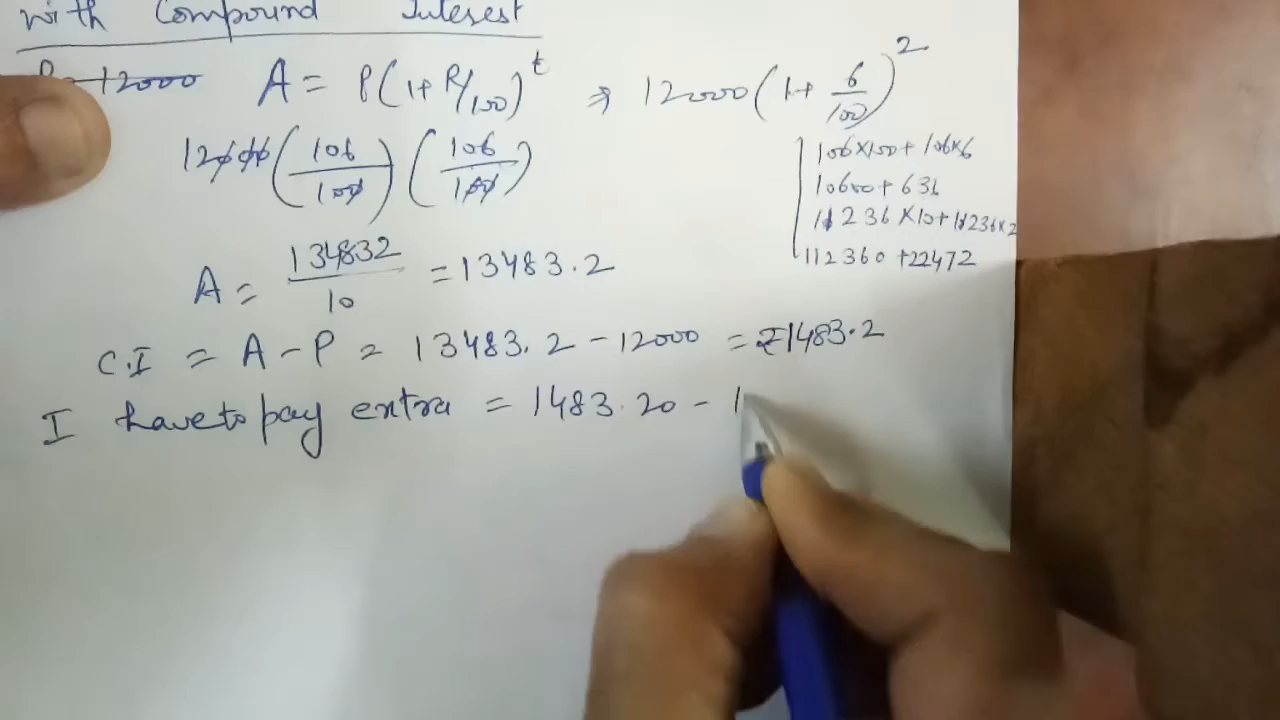 with Compound Interest
P = 12000 A = P(1+R/100)^t ⇒ 12000(1+6/100)^2
12000(106/100)(106/100)
106×100+106×6
10600+636
11236×10+11236×2
112360+22472
A = 134832/10 = 13483.2
C.I = A-P = 13483.2-12000 = ₹1483.2
I have to pay extra = 1483.20 - 1